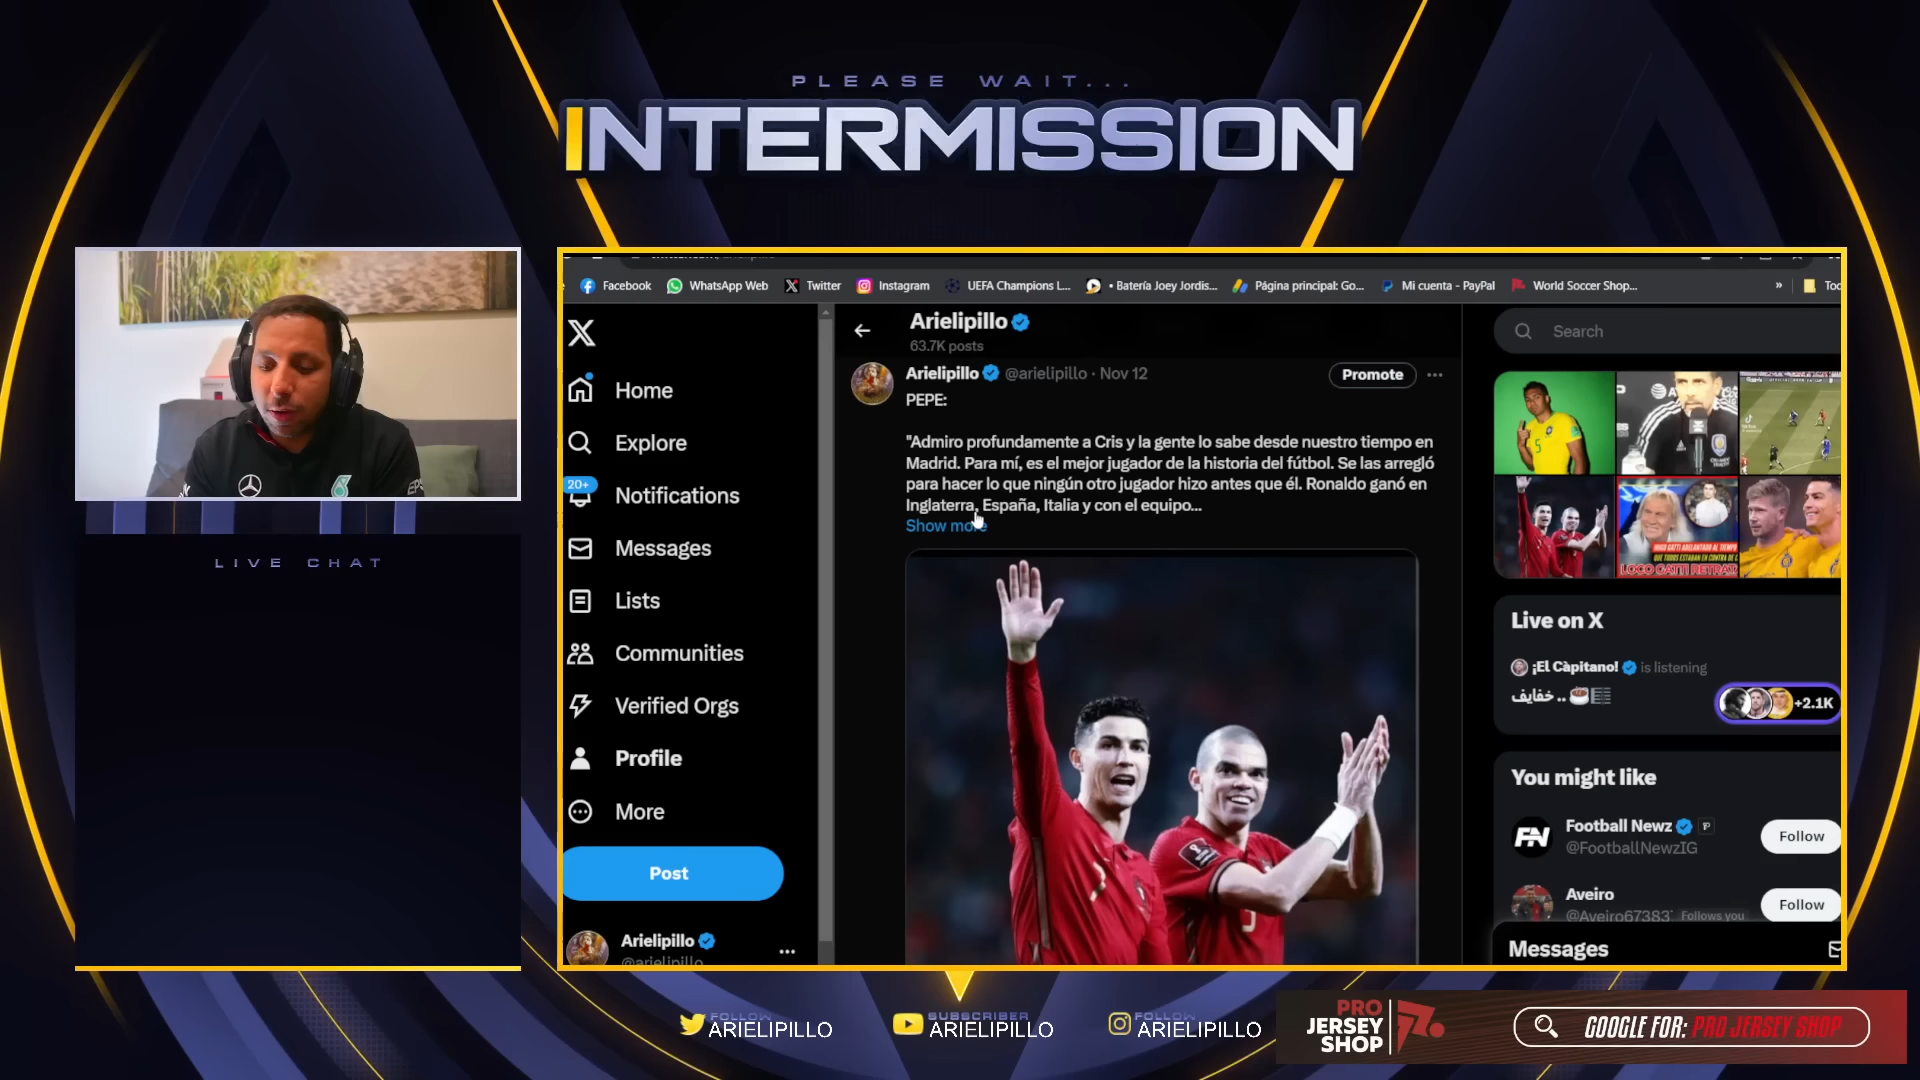 PLEASE WAIT...
INTERMISSION
LIVE CHAT
Facebook
WhatsApp Web
Twitter
Instagram
UEFA Champions L...
• Batería Joey Jordis...
Página principal: Go...
Mi cuenta - PayPal
World Soccer Shop...
»
Home
Explore
20+
Notifications
Messages
Lists
Communities
Verified Orgs
Profile
More
Post
Arielipillo
@arielipillo
Arielipillo
63.7K posts
Arielipillo @arielipillo · Nov 12
Promote
PEPE:
"Admiro profundamente a Cris y la gente lo sabe desde nuestro tiempo en
Madrid. Para mí, es el mejor jugador de la historia del fútbol. Se las arregló
para hacer lo que ningún otro jugador hizo antes que él. Ronaldo ganó en
Inglaterra, España, Italia y con el equipo...
Show more
Search
LOCO GATTI RETRAT
Live on X
¡El Càpitano! is listening
خفايف ..
+2.1K
You might like
Football Newz
@FootballNewzIG
Follow
Aveiro
@Aveiro67383 Follows you
Follow
Messages
FOLLOW
ARIELIPILLO
SUBSCRIBER
ARIELIPILLO
FOLLOW
ARIELIPILLO
PRO
JERSEY
SHOP
GOOGLE FOR: PRO JERSEY SHOP